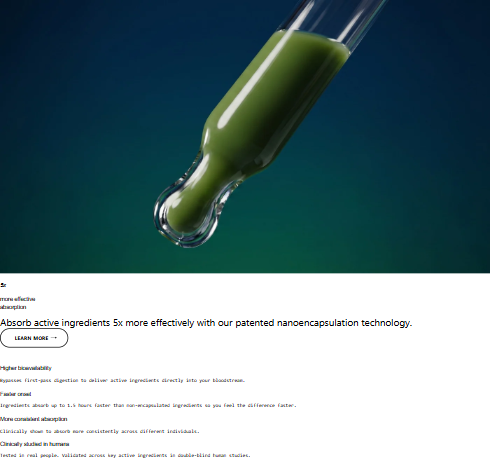 5x
more effective
absorption
Absorb active ingredients 5x more effectively with our patented nanoencapsulation technology.
LEARN MORE →
Higher bioavailability
Bypasses first-pass digestion to deliver active ingredients directly into your bloodstream.
Faster onset
Ingredients absorb up to 1.5 hours faster than non-encapsulated ingredients so you feel the difference faster.
More consistent absorption
Clinically shown to absorb more consistently across different individuals.
Clinically studied in humans
Tested in real people. Validated across key active ingredients in double-blind human studies.